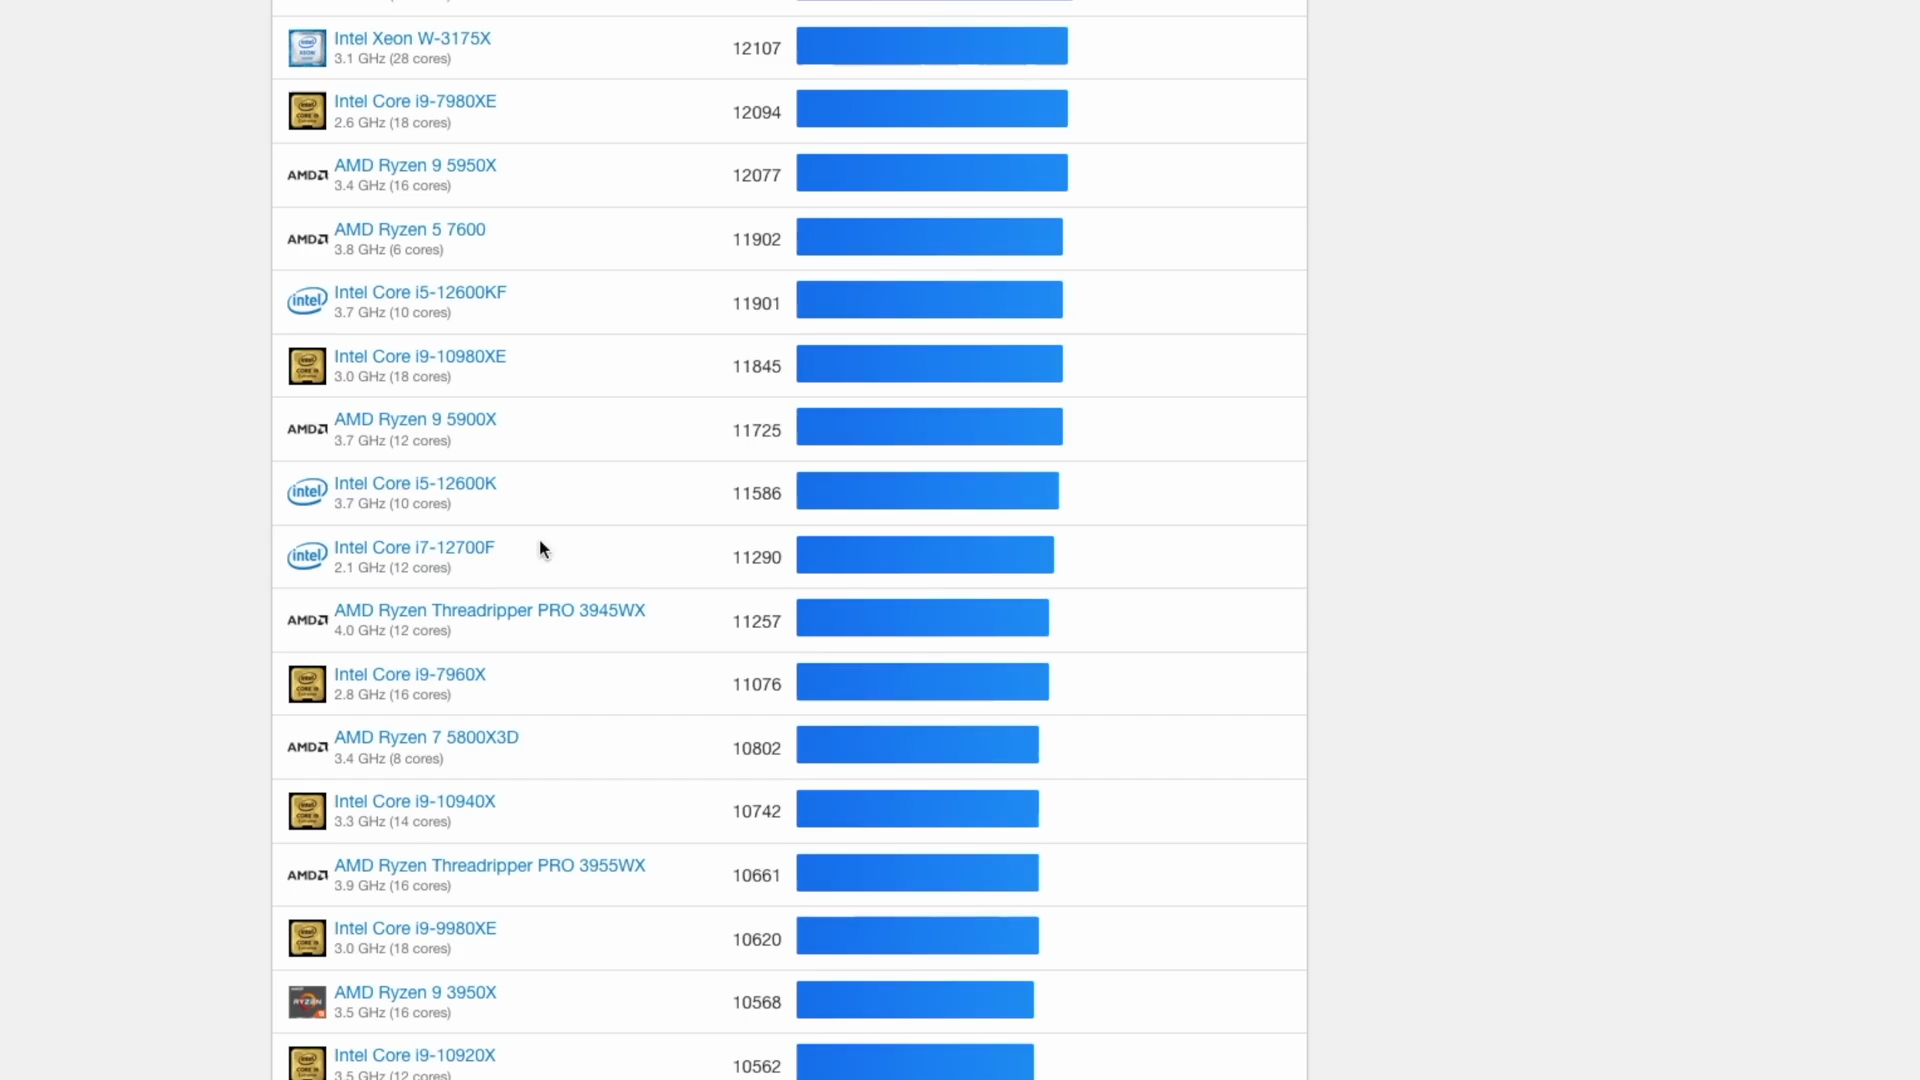 Intel Xeon W-3175X
3.1 GHz (28 cores)
12107
Intel Core i9-7980XE
2.6 GHz (18 cores)
12094
AMD
AMD Ryzen 9 5950X
3.4 GHz (16 cores)
12077
AMD
AMD Ryzen 5 7600
3.8 GHz (6 cores)
11902
intel
Intel Core i5-12600KF
3.7 GHz (10 cores)
11901
Intel Core i9-10980XE
3.0 GHz (18 cores)
11845
AMD
AMD Ryzen 9 5900X
3.7 GHz (12 cores)
11725
intel
Intel Core i5-12600K
3.7 GHz (10 cores)
11586
intel
Intel Core i7-12700F
2.1 GHz (12 cores)
11290
AMD
AMD Ryzen Threadripper PRO 3945WX
4.0 GHz (12 cores)
11257
Intel Core i9-7960X
2.8 GHz (16 cores)
11076
AMD
AMD Ryzen 7 5800X3D
3.4 GHz (8 cores)
10802
Intel Core i9-10940X
3.3 GHz (14 cores)
10742
AMD
AMD Ryzen Threadripper PRO 3955WX
3.9 GHz (16 cores)
10661
Intel Core i9-9980XE
3.0 GHz (18 cores)
10620
RYZEN
AMD Ryzen 9 3950X
3.5 GHz (16 cores)
10568
Intel Core i9-10920X
3.5 GHz (12 cores)
10562